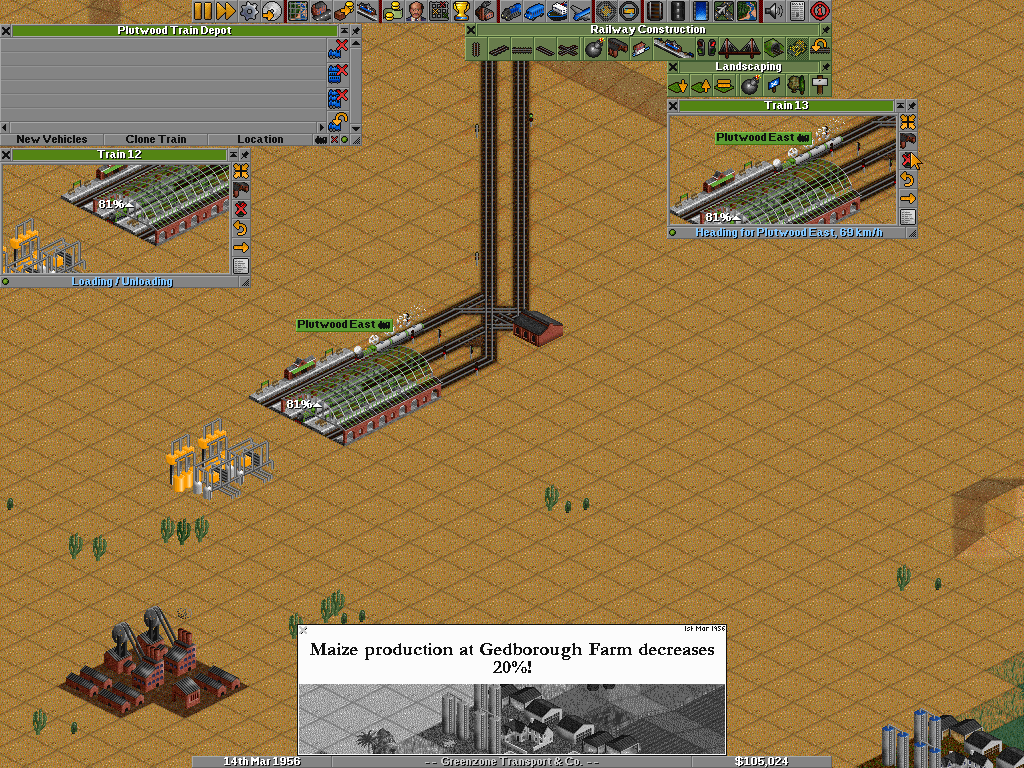 Plutwood Train Depot
Railway Construction
Landscaping
Train 13
Plutwood East
81%
Heading for Plutwood East, 69 km/h
New Vehicles
Clone Train
Location
Train 12
81%
Loading / Unloading
Plutwood East
81%
1st Mar 1956
Maize production at Gedborough Farm decreases
20%!
14th Mar 1956
-- Greenzone Transport & Co. --
$105,024